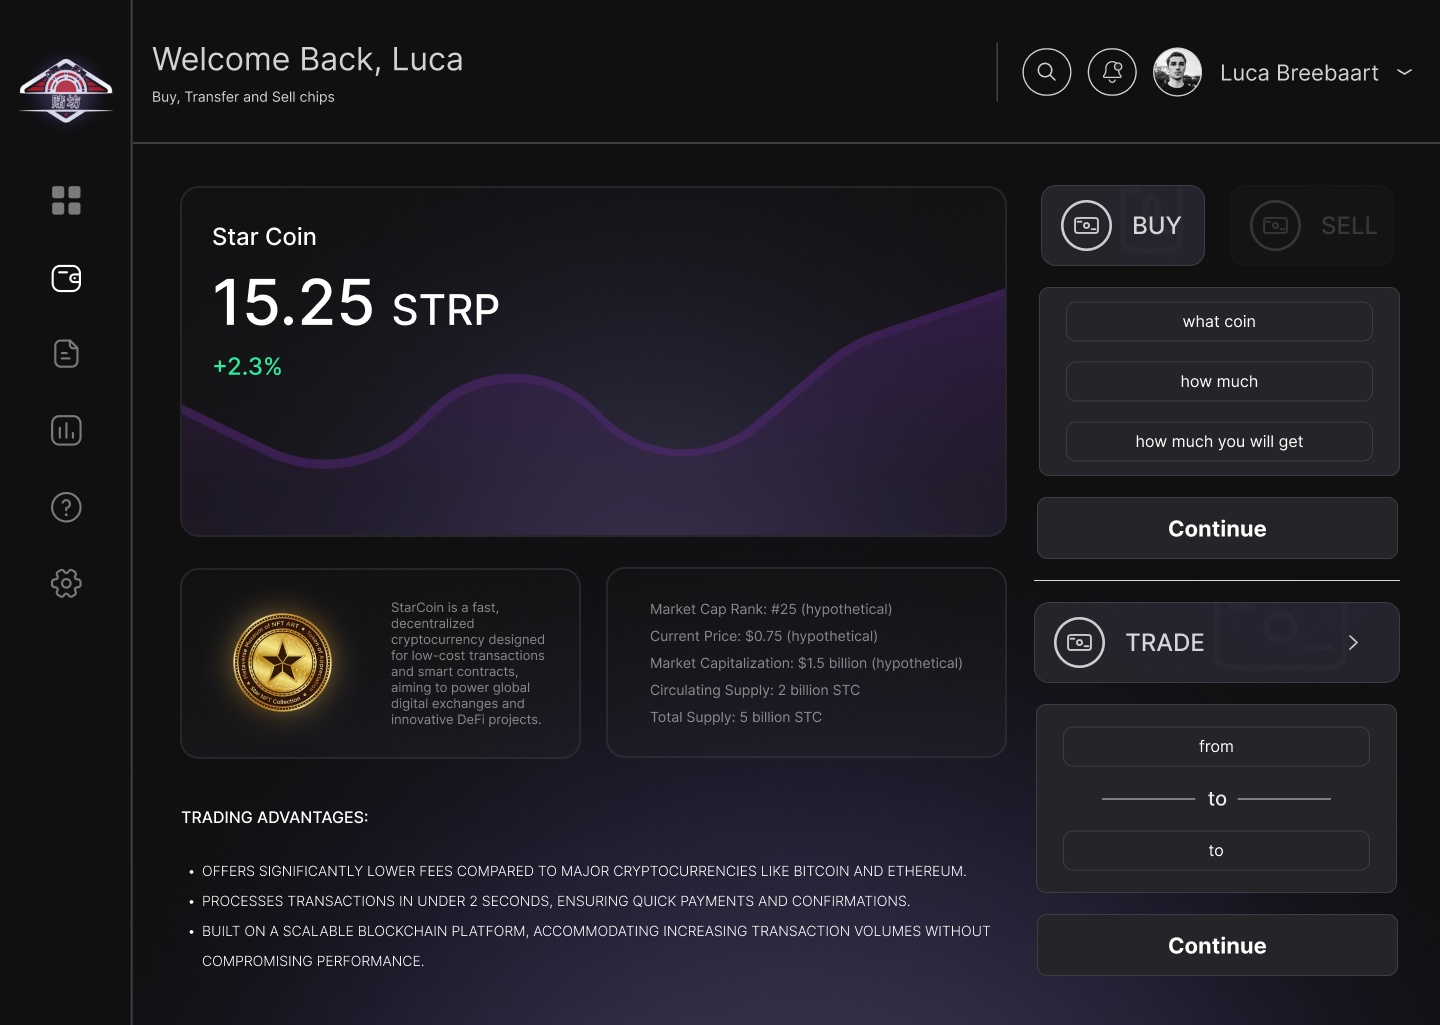 Welcome Back, Luca
Buy, Transfer and Sell chips
Luca Breebaart
賭坊
Star Coin
15.25 STRP
+2.3%
BUY
SELL
what coin
how much
how much you will get
Continue
StarCoin is a fast,
decentralized
cryptocurrency designed
for low-cost transactions
and smart contracts,
aiming to power global
digital exchanges and
innovative DeFi projects.
Market Cap Rank: #25 (hypothetical)
Current Price: $0.75 (hypothetical)
Market Capitalization: $1.5 billion (hypothetical)
Circulating Supply: 2 billion STC
Total Supply: 5 billion STC
TRADE
from
to
to
Continue
TRADING ADVANTAGES:
• OFFERS SIGNIFICANTLY LOWER FEES COMPARED TO MAJOR CRYPTOCURRENCIES LIKE BITCOIN AND ETHEREUM.
• PROCESSES TRANSACTIONS IN UNDER 2 SECONDS, ENSURING QUICK PAYMENTS AND CONFIRMATIONS.
• BUILT ON A SCALABLE BLOCKCHAIN PLATFORM, ACCOMMODATING INCREASING TRANSACTION VOLUMES WITHOUT
COMPROMISING PERFORMANCE.